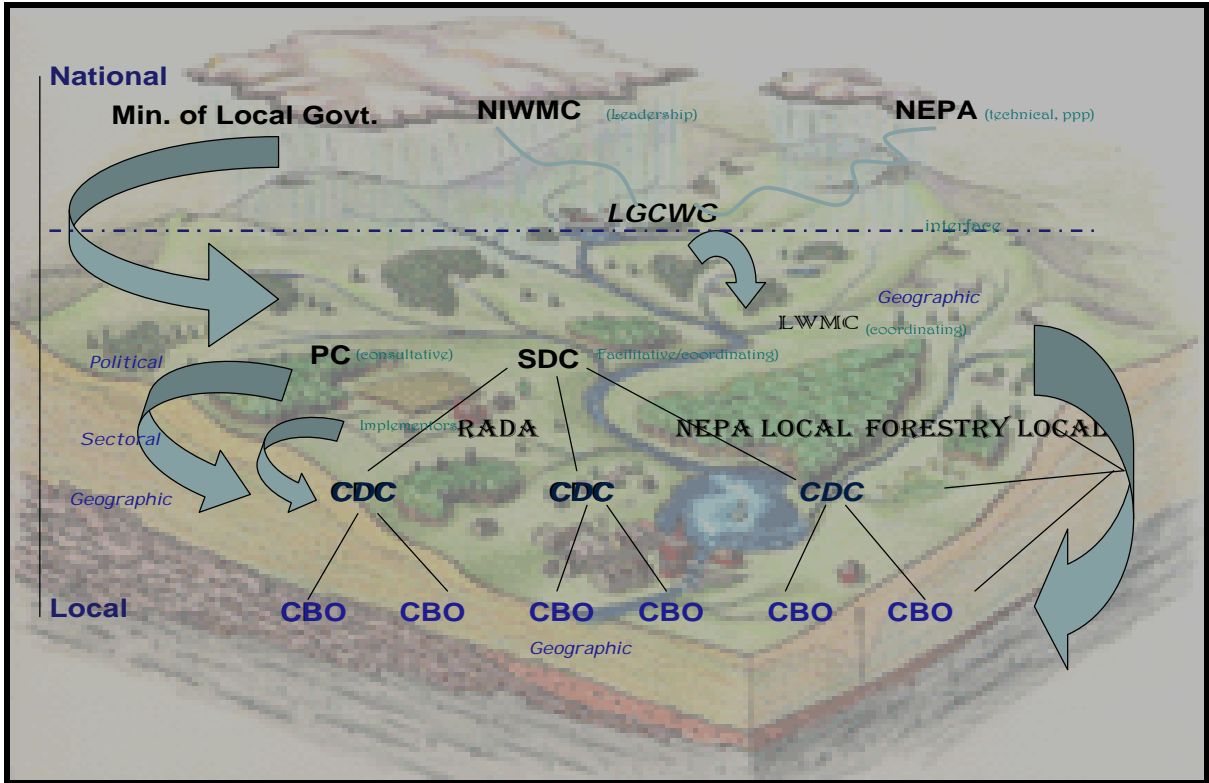 National
Min. of Local Govt.
NIWMC (Leadership)
NEPA (technical, ppp)
LGCWC
interface
Geographic
LWMC (coordinating)
Political
PC (consultative)
SDC Facilitative/coordinating)
Sectoral
Implementors RADA
NEPA LOCAL FORESTRY LOCAL
Geographic
CDC CDC CDC
Local
CBO CBO CBO CBO CBO CBO
Geographic